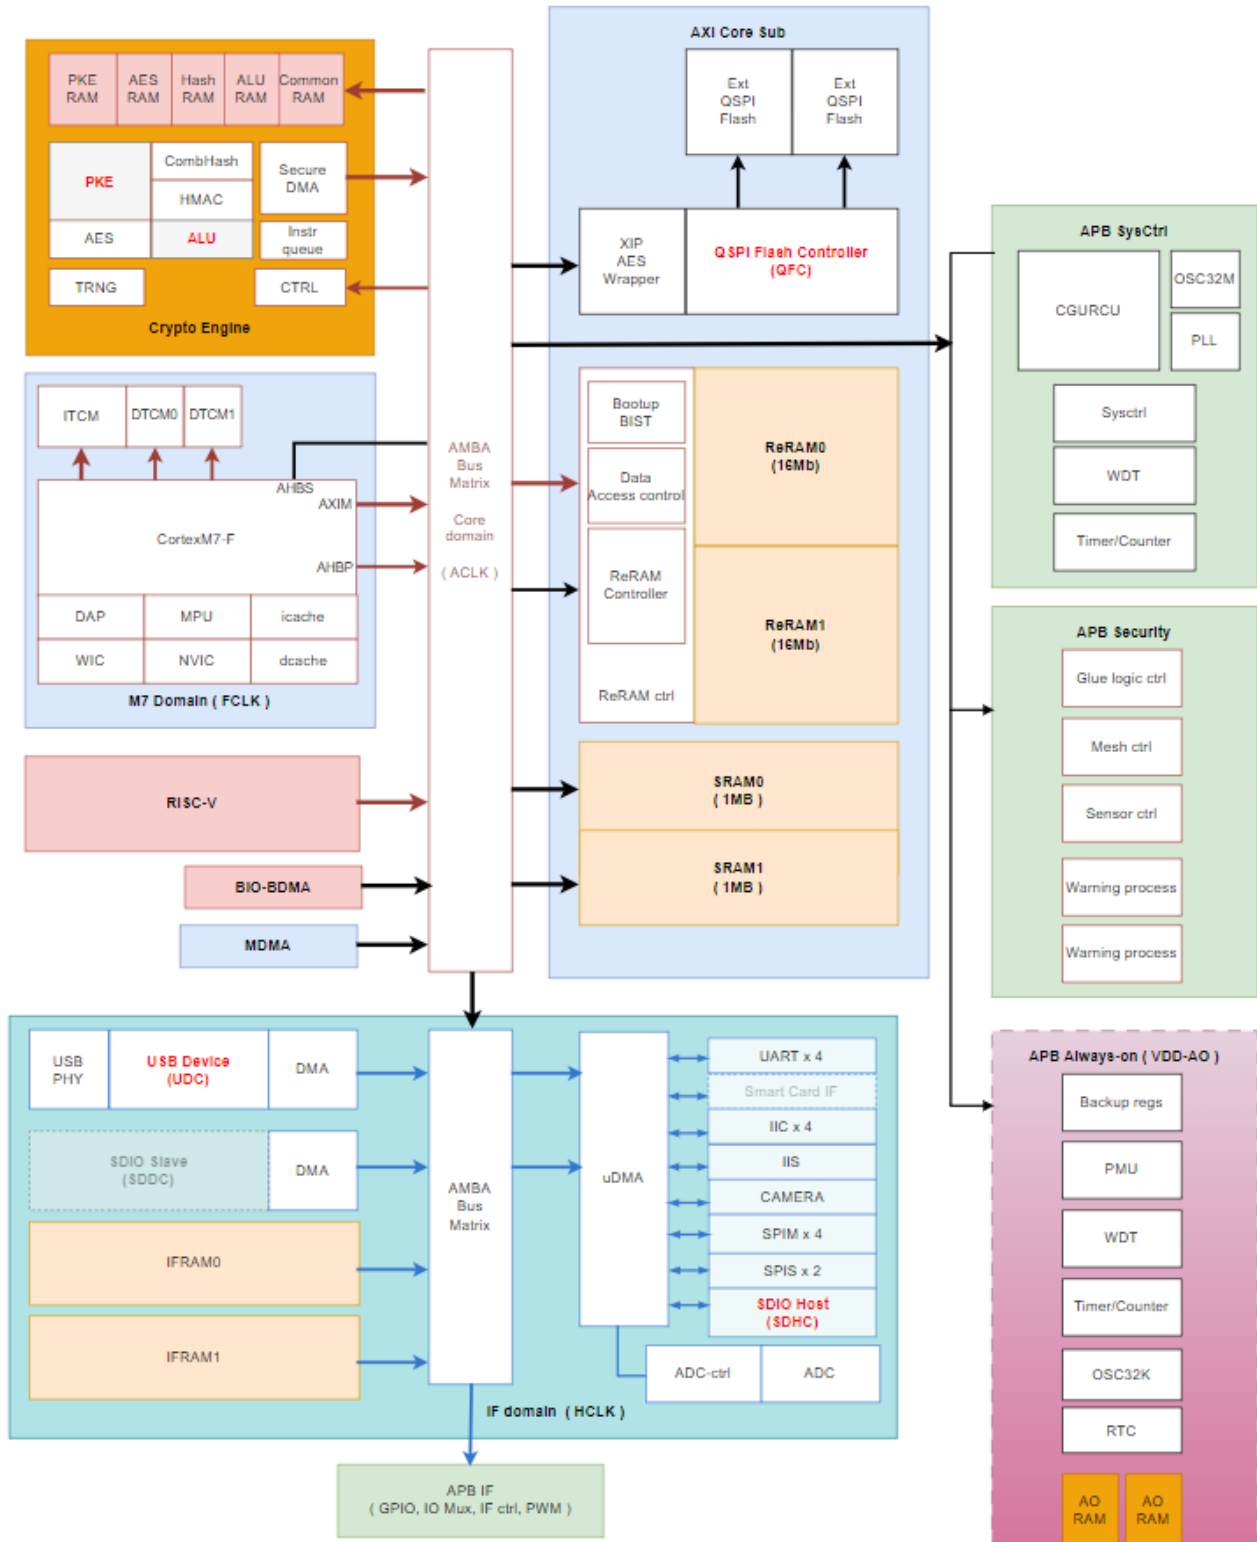 PKE
RAM
AES
RAM
Hash
RAM
ALU
RAM
Common
RAM
PKE
CombHash
HMAC
Secure
DMA
AES
ALU
Instr
queue
TRNG
CTRL
Crypto Engine
ITCM
DTCM0
DTCM1
AHBS
AXIM
CortexM7-F
AHBP
DAP
MPU
icache
WIC
NVIC
dcache
M7 Domain ( FCLK )
RISC-V
BIO-BDMA
MDMA
AMBA
Bus
Matrix
Core
domain
( ACLK )
AXI Core Sub
Ext
QSPI
Flash
Ext
QSPI
Flash
XIP
AES
Wrapper
QSPI Flash Controller
(QFC)
Bootup
BIST
Data
Access control
ReRAM
Controller
ReRAM ctrl
ReRAM0
(16Mb)
ReRAM1
(16Mb)
SRAM0
( 1MB )
SRAM1
( 1MB )
APB SysCtrl
CGURCU
OSC32M
PLL
Sysctrl
WDT
Timer/Counter
APB Security
Glue logic ctrl
Mesh ctrl
Sensor ctrl
Warning process
Warning process
APB Always-on ( VDD-AO )
Backup regs
PMU
WDT
Timer/Counter
OSC32K
RTC
AO
RAM
AO
RAM
USB
PHY
USB Device
(UDC)
DMA
SDIO Slave
(SDDC)
DMA
IFRAM0
IFRAM1
AMBA
Bus
Matrix
uDMA
UART x 4
Smart Card IF
IIC x 4
IIS
CAMERA
SPIM x 4
SPIS x 2
SDIO Host
(SDHC)
ADC-ctrl
ADC
IF domain ( HCLK )
APB IF
( GPIO, IO Mux, IF ctrl, PWM )